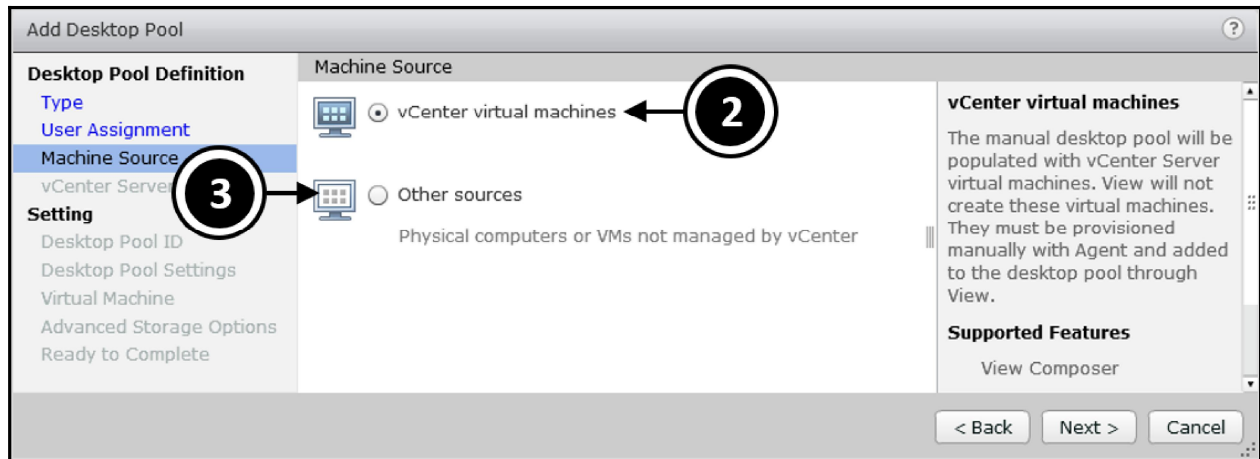 Add Desktop Pool
?
Desktop Pool Definition
Type
User Assignment
Machine Source
vCenter Server
Setting
Desktop Pool ID
Desktop Pool Settings
Virtual Machine
Advanced Storage Options
Ready to Complete
Machine Source
vCenter virtual machines
2
3
Other sources
Physical computers or VMs not managed by vCenter
vCenter virtual machines
The manual desktop pool will be
populated with vCenter Server
virtual machines. View will not
create these virtual machines.
They must be provisioned
manually with Agent and added
to the desktop pool through
View.
Supported Features
View Composer
< Back
Next >
Cancel